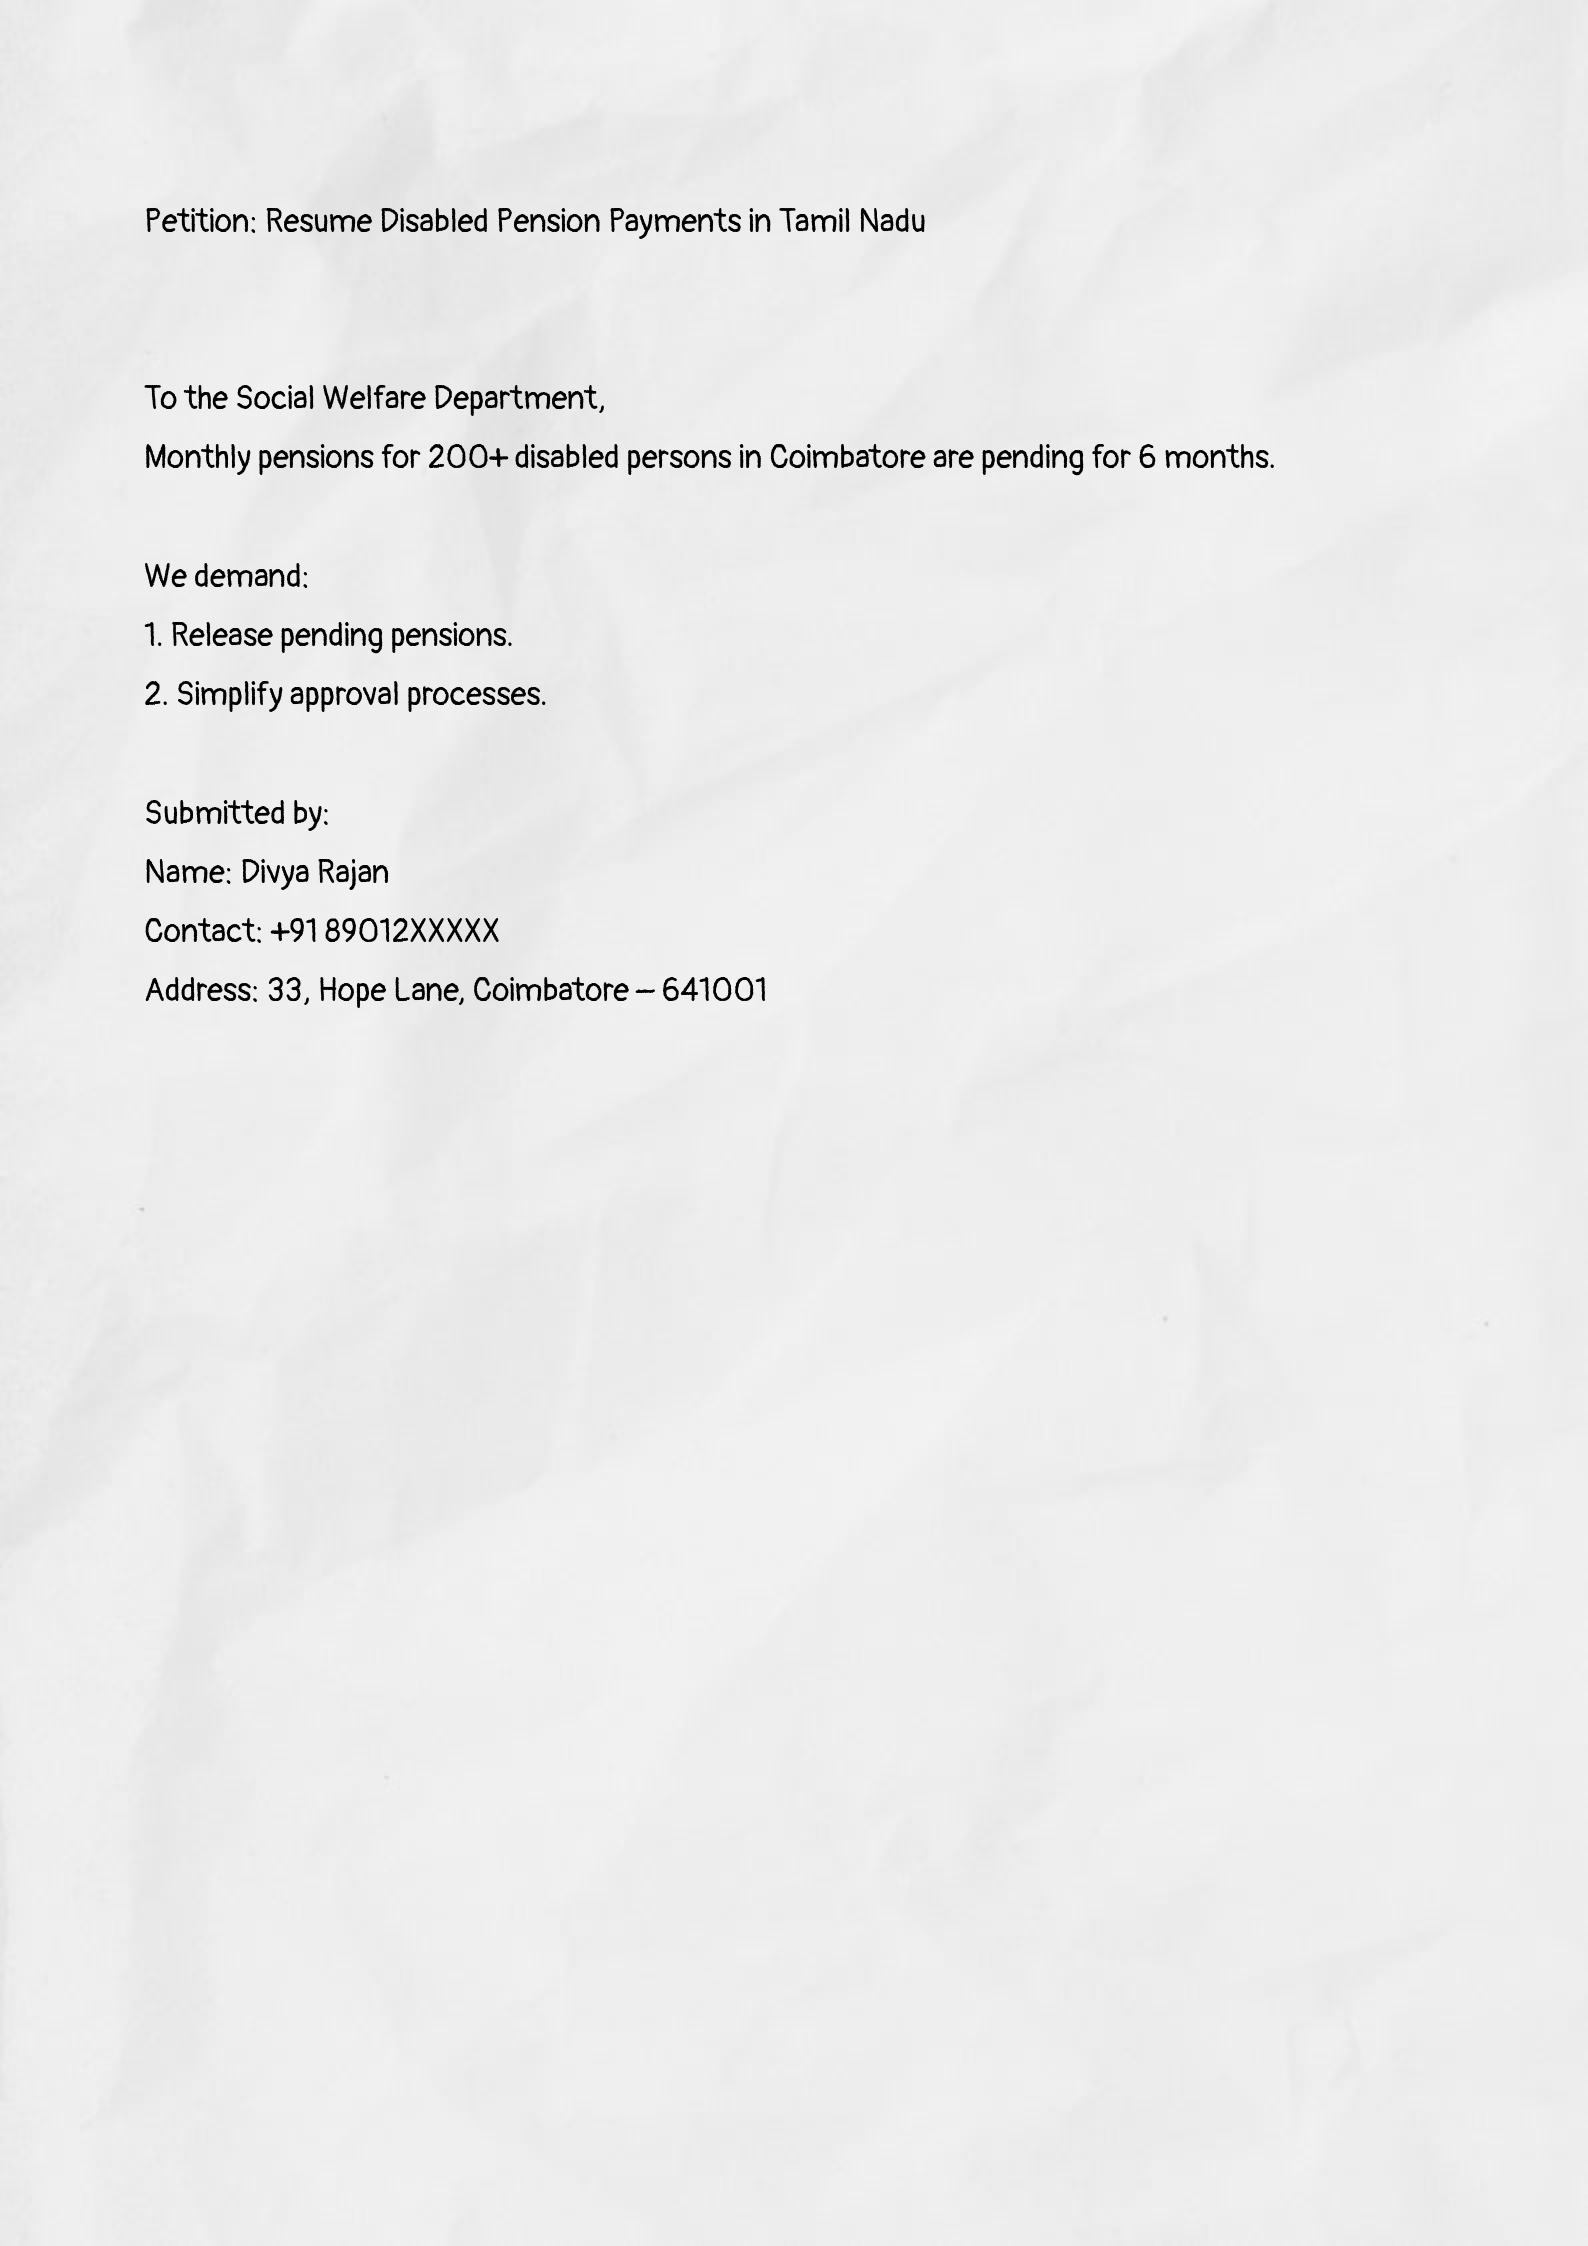 Petition: Resume Disabled Pension Payments in Tamil Nadu
To the Social Welfare Department,
Monthly pensions for 200+ disabled persons in Coimbatore are pending for 6 months.
We demand:
1. Release pending pensions.
2. Simplify approval processes.
Submitted by:
Name: Divya Rajan
Contact: +91 89012XXXXX
Address: 33, Hope Lane, Coimbatore – 641001